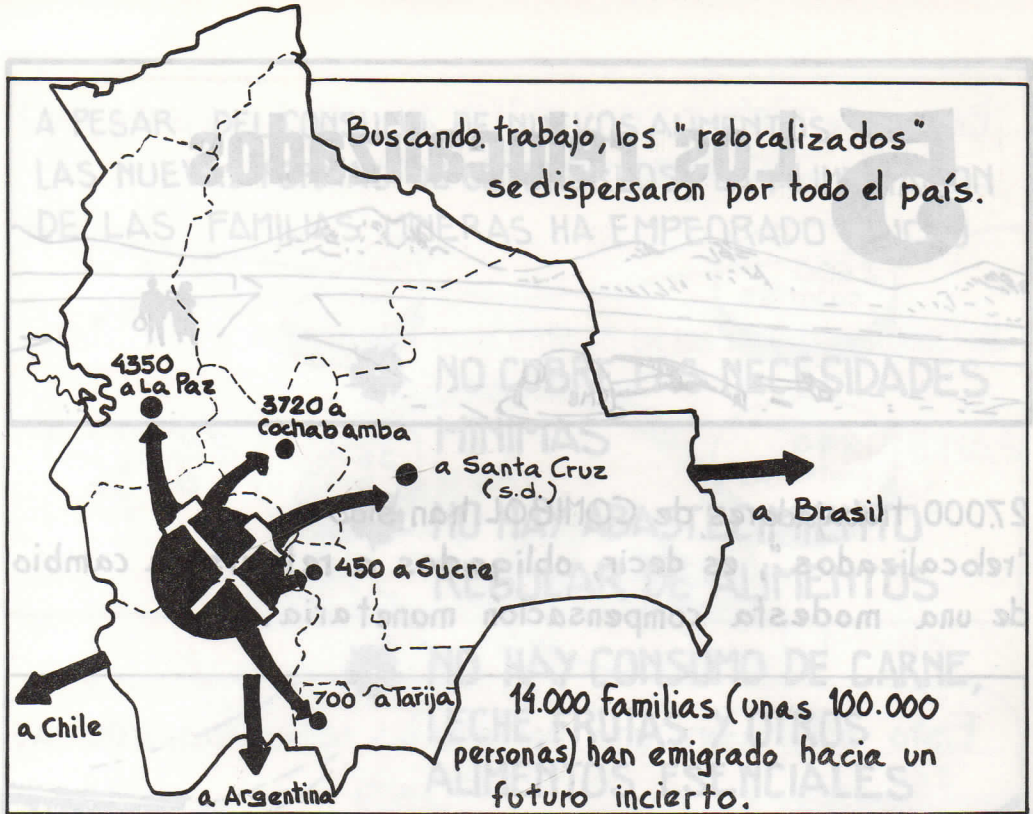 Buscando trabajo, los "relocalizados"
se dispersaron por todo el país.
4350
a La Paz
3720 a
Cochabamba
a Santa Cruz
(s.d.)
a Brasil
450 a Sucre
700 a Tarija
a Chile
a Argentina
14.000 familias (unas 100.000
personas) han emigrado hacia un
futuro incierto.